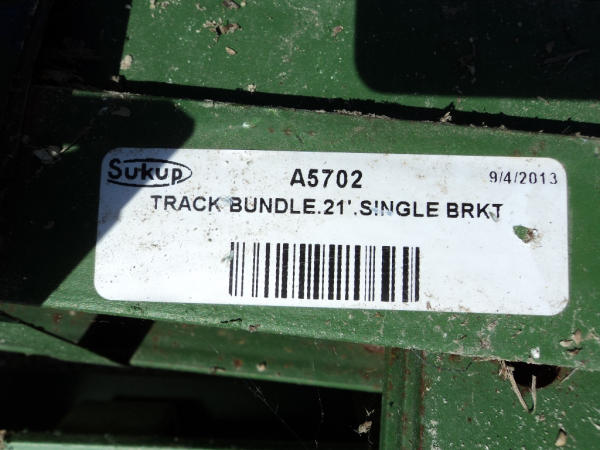 Sukup A5702 9/4/2013
TRACK BUNDLE.21'.SINGLE BRKT